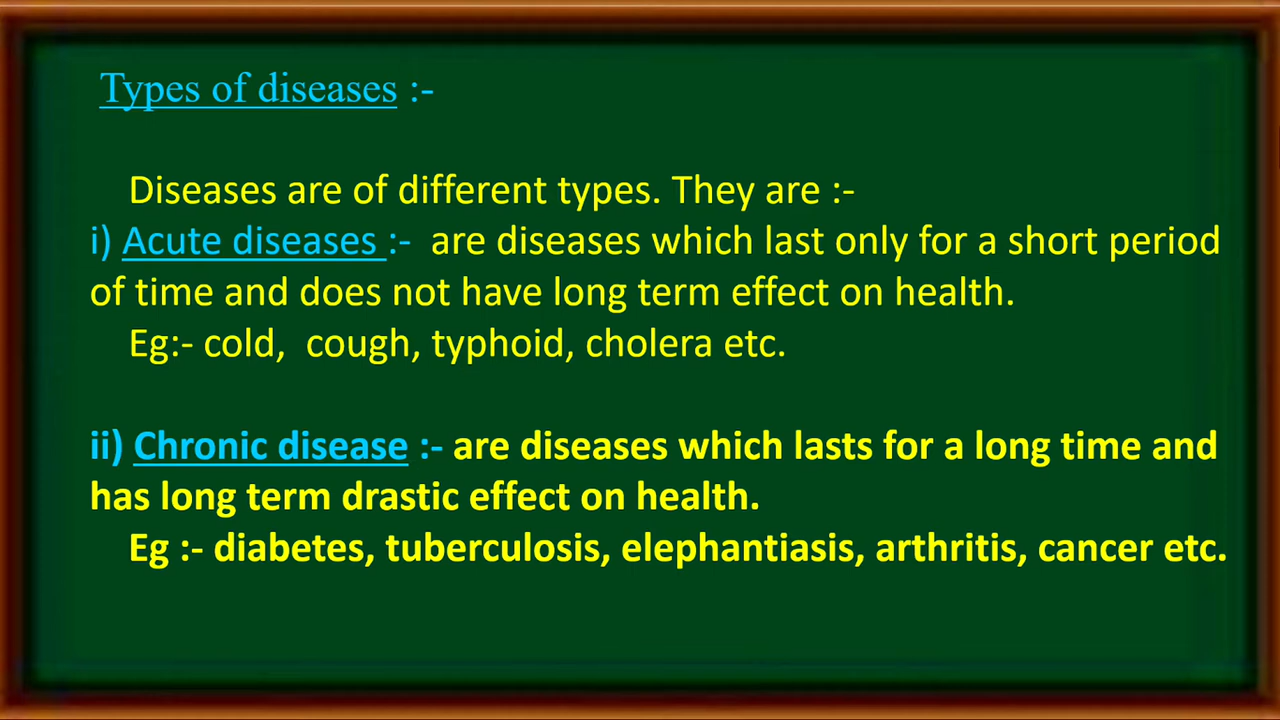 Types of diseases :-
Diseases are of different types. They are :-
i) Acute diseases :-  are diseases which last only for a short period
of time and does not have long term effect on health.
Eg:- cold,  cough, typhoid, cholera etc.
ii) Chronic disease :- are diseases which lasts for a long time and
has long term drastic effect on health.
Eg :- diabetes, tuberculosis, elephantiasis, arthritis, cancer etc.